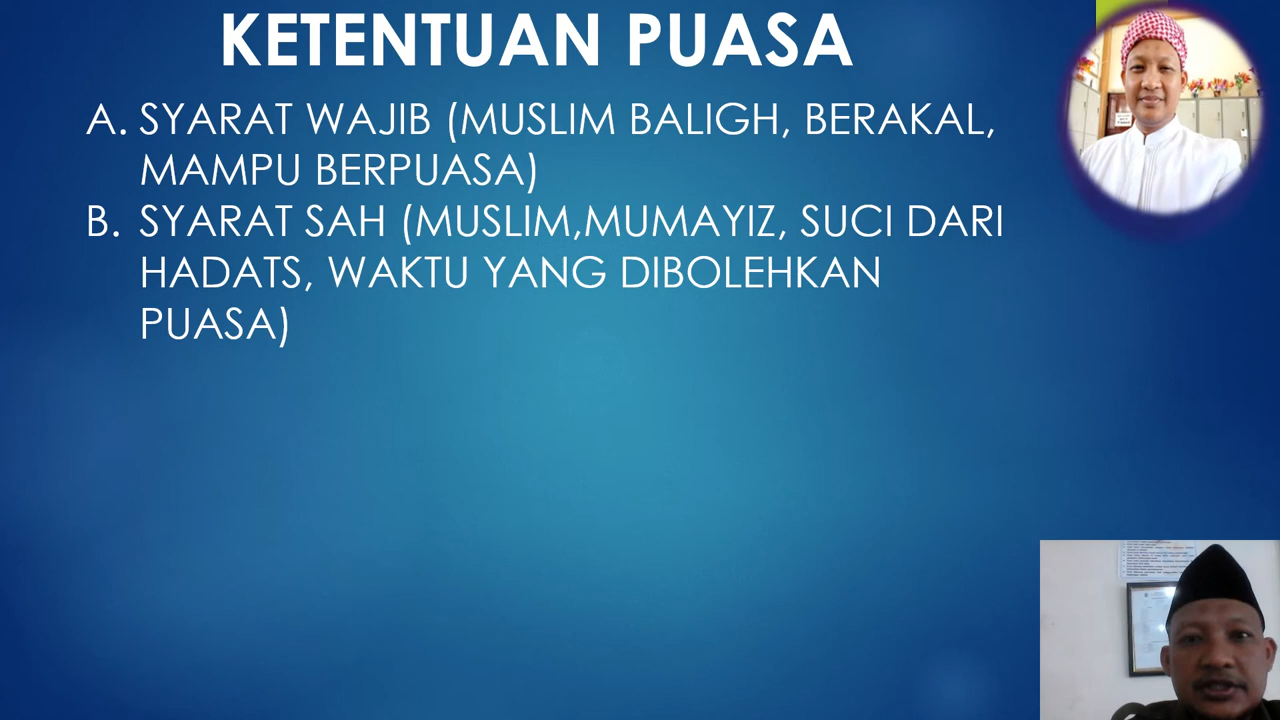 KETENTUAN PUASA
A. SYARAT WAJIB (MUSLIM BALIGH, BERAKAL,
MAMPU BERPUASA)
B. SYARAT SAH (MUSLIM,MUMAYIZ, SUCI DARI
HADATS, WAKTU YANG DIBOLEHKAN
PUASA)